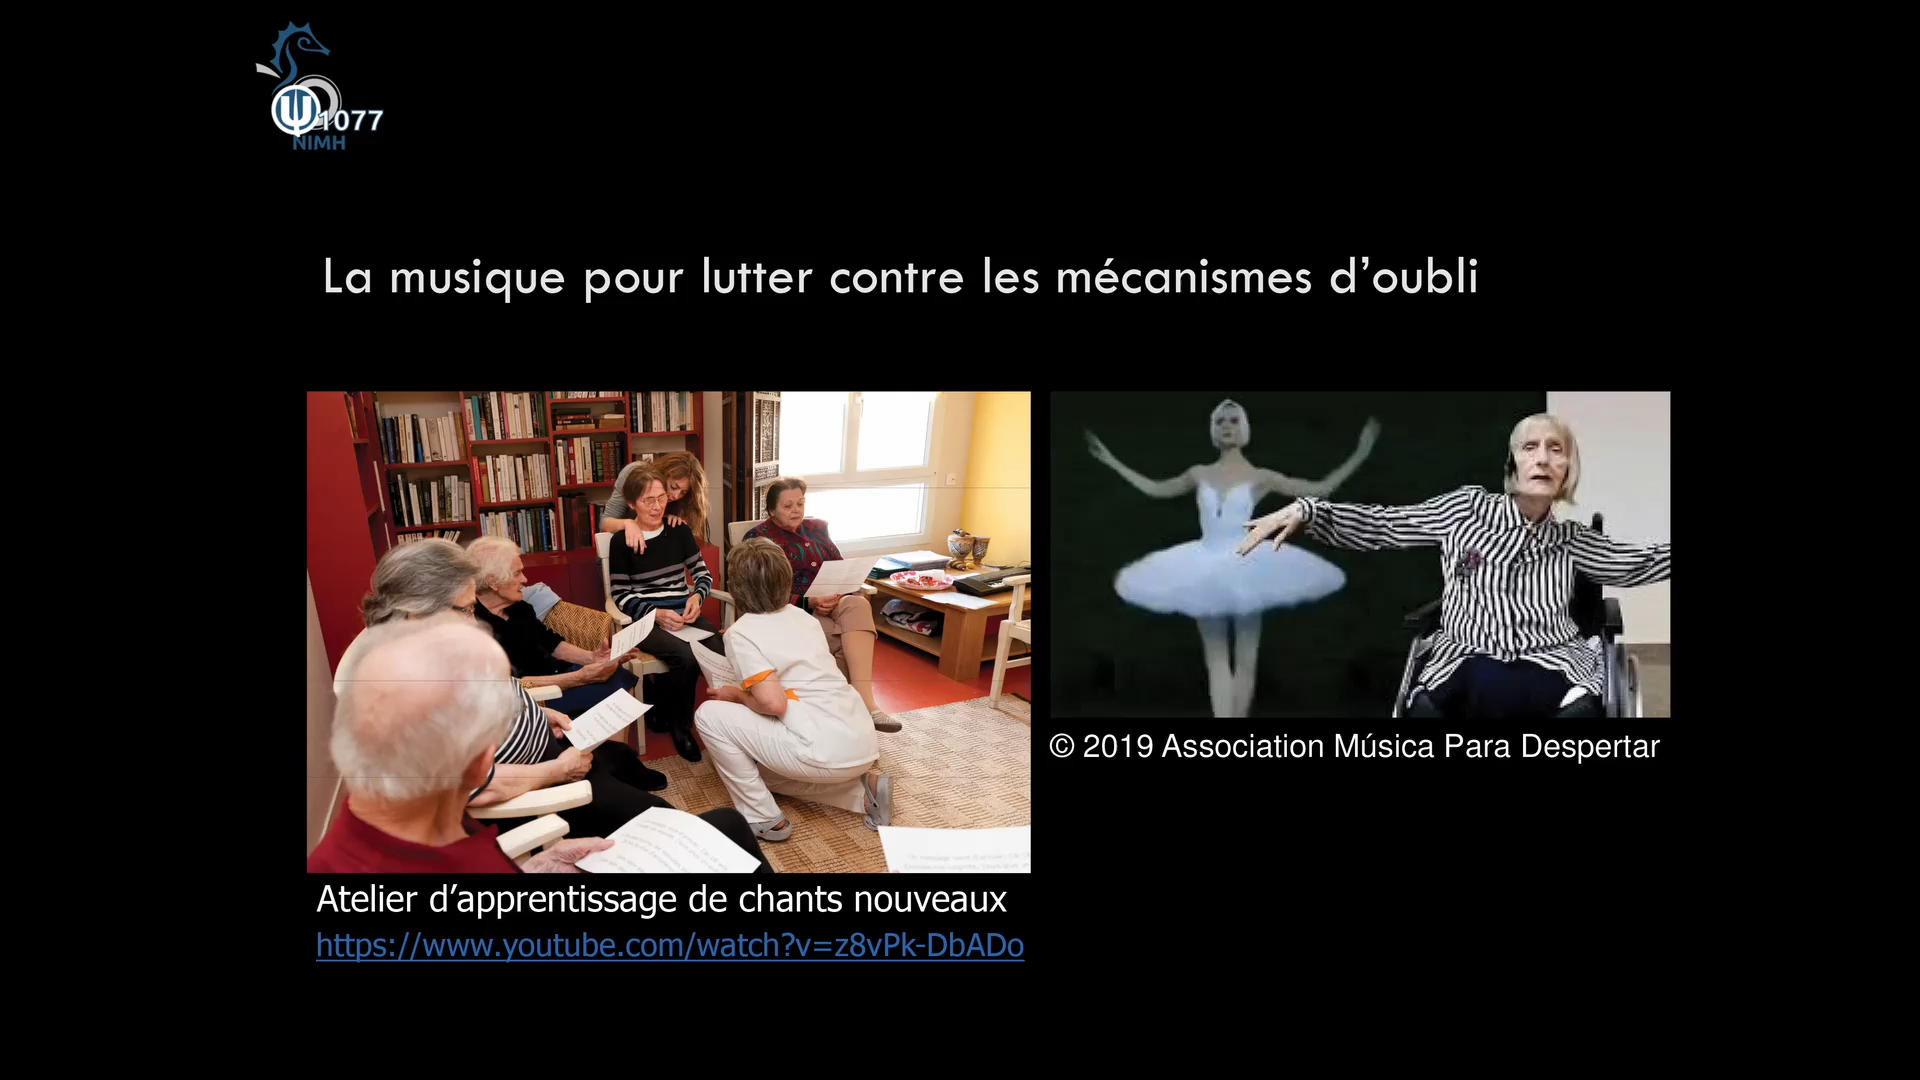 1077
NIMH
La musique pour lutter contre les mécanismes d’oubli
© 2019 Association Música Para Despertar
Atelier d’apprentissage de chants nouveaux
https://www.youtube.com/watch?v=z8vPk-DbADo